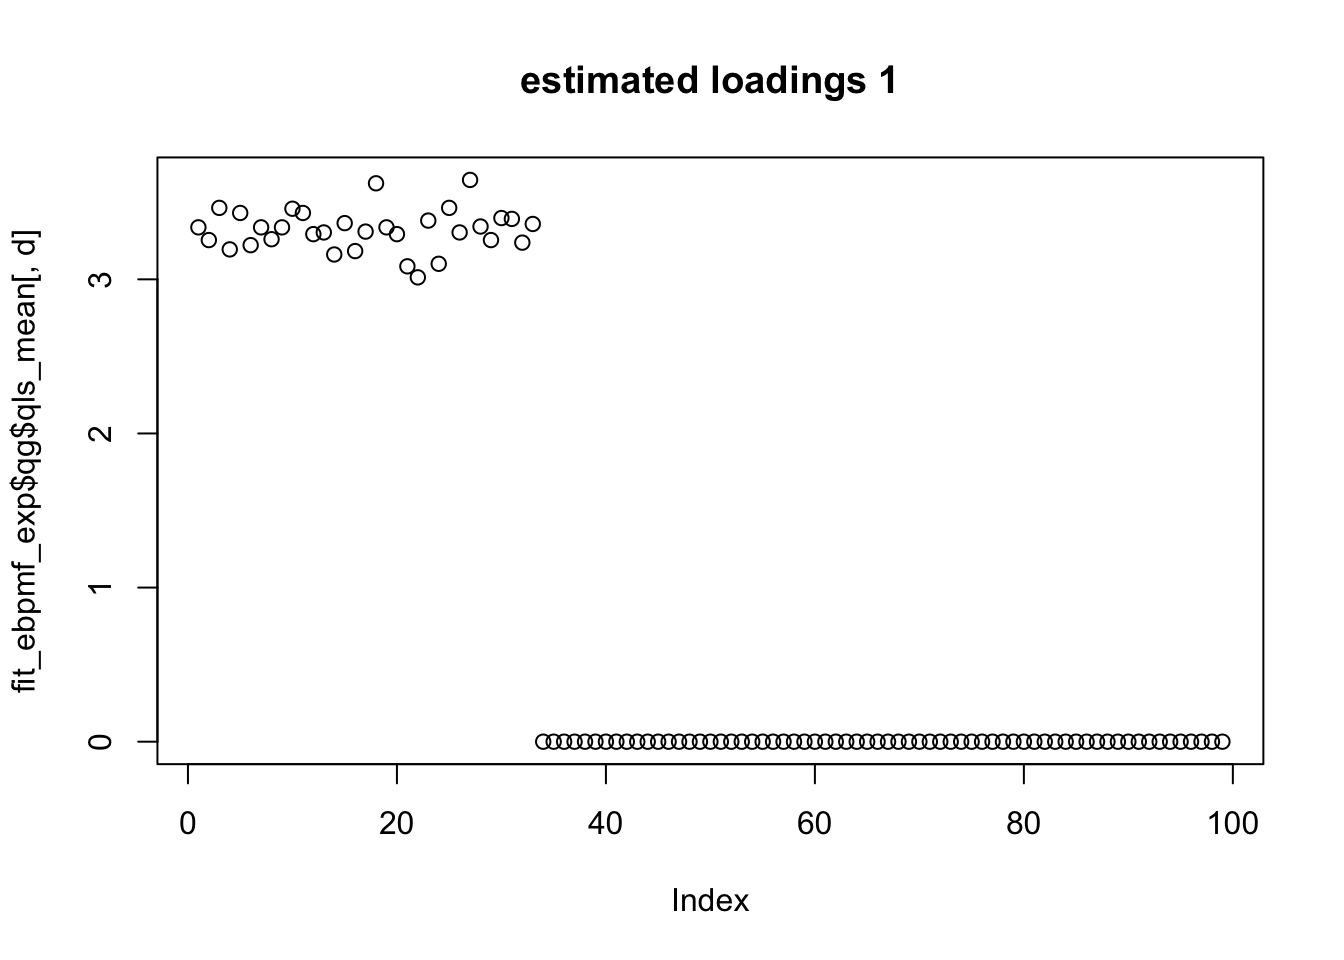 estimated loadings 1
fit_ebpmf_exp$qg$qls_mean[, d]
3
2
1
0
0 20 40 60 80 100
Index